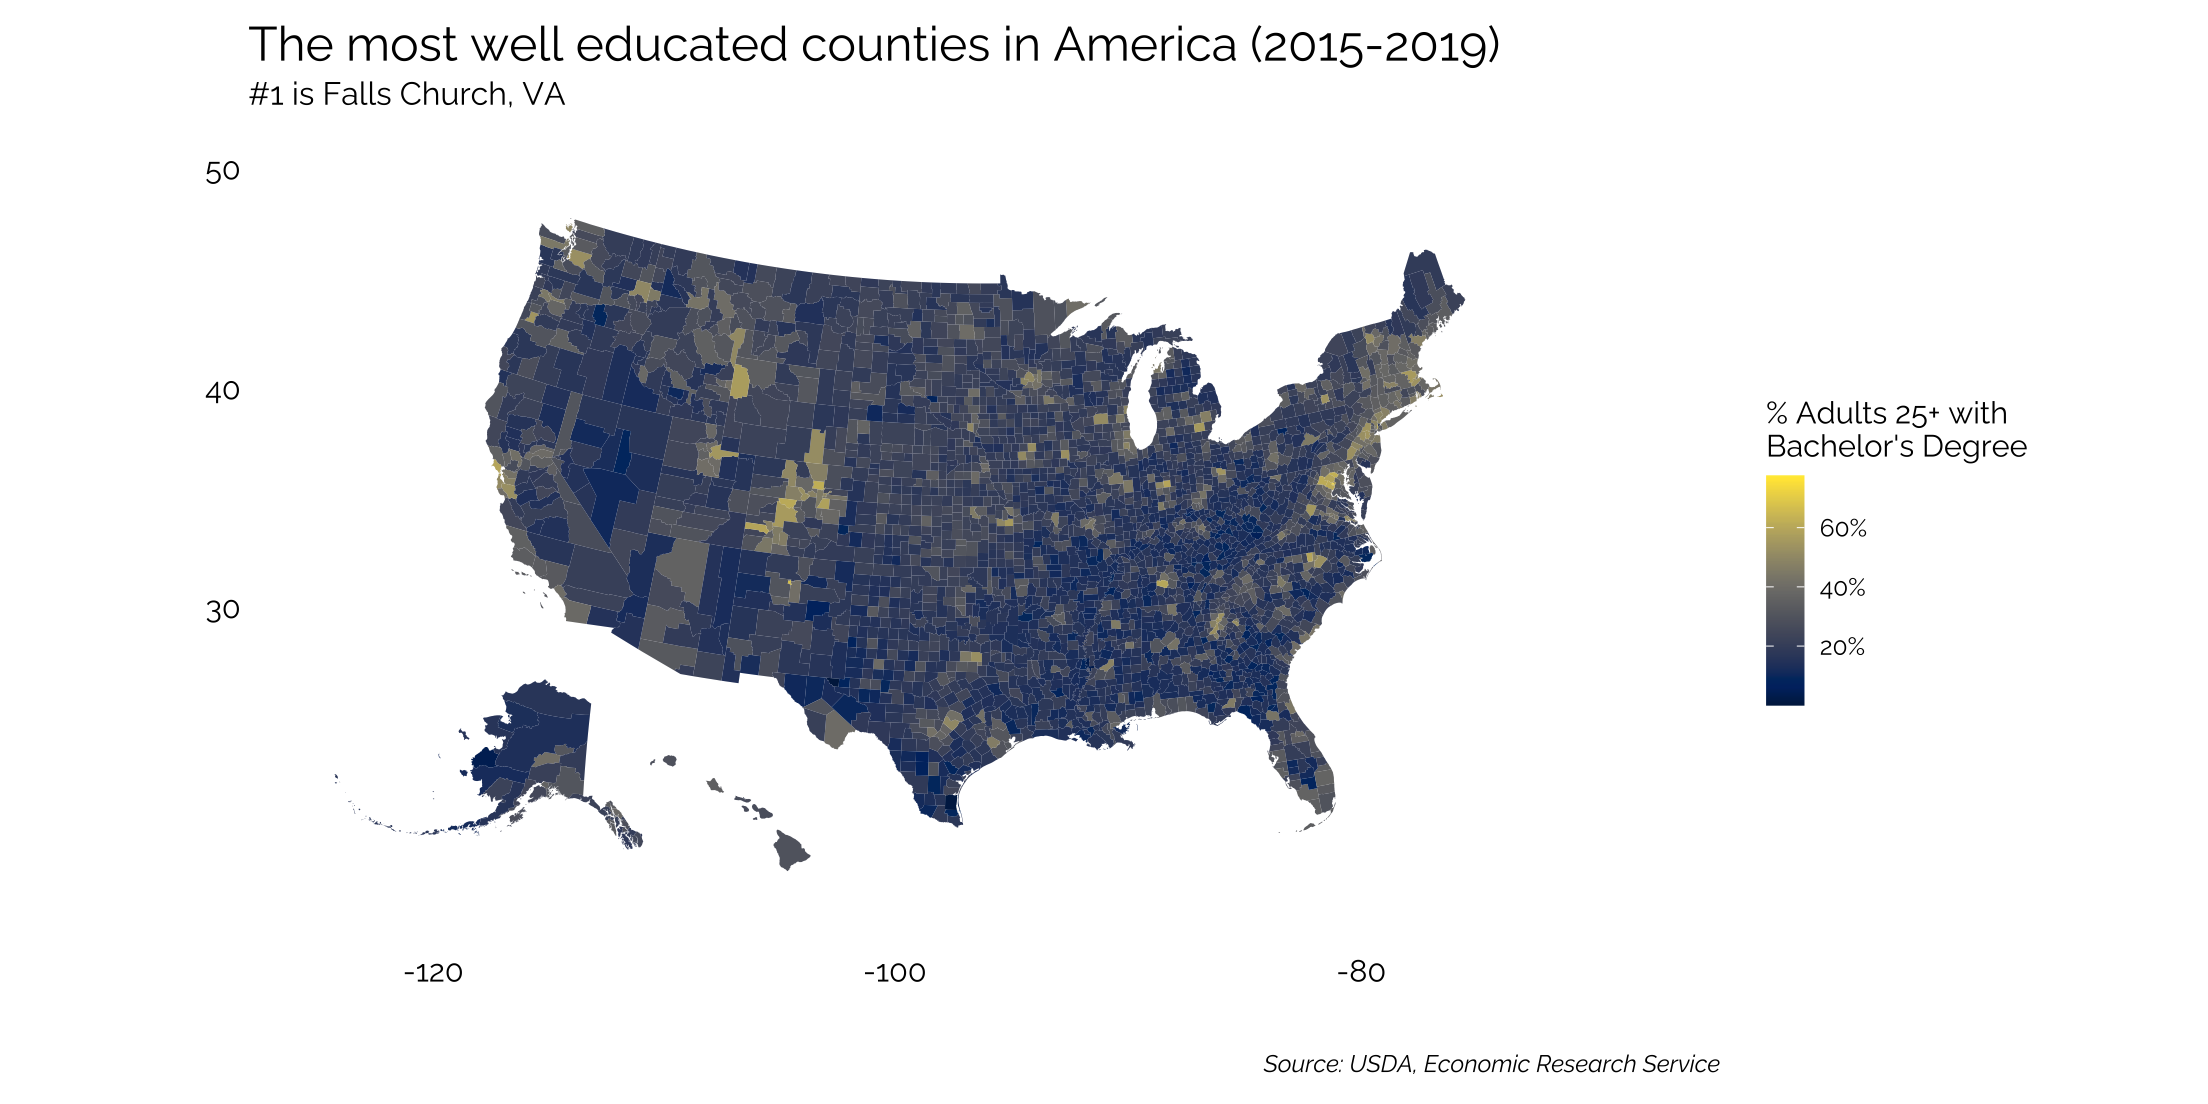 The most well educated counties in America (2015-2019)
#1 is Falls Church, VA
50
40
30
-120
-100
-80
% Adults 25+ with
Bachelor's Degree
60%
40%
20%
Source: USDA, Economic Research Service